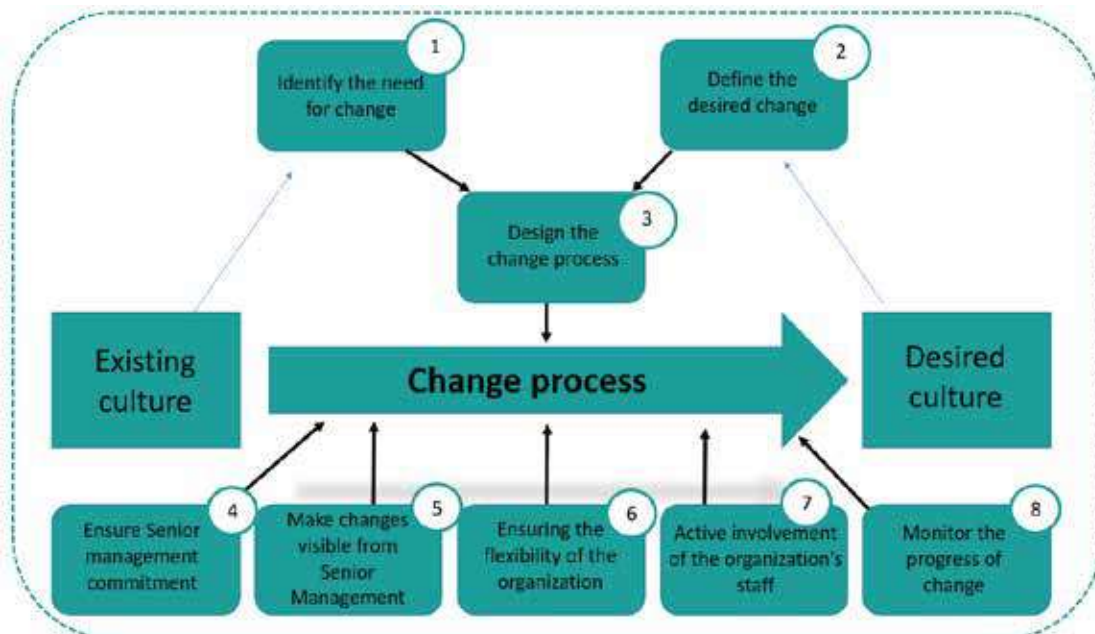 1
Identify the need
for change
2
Define the
desired change
3
Design the
change process
Existing
culture
Change process
Desired
culture
4
Ensure Senior
management
commitment
5
Make changes
visible from
Senior
Management
6
Ensuring the
flexibility of the
organization
7
Active involvement
of the organization's
staff
8
Monitor the
progress of
change